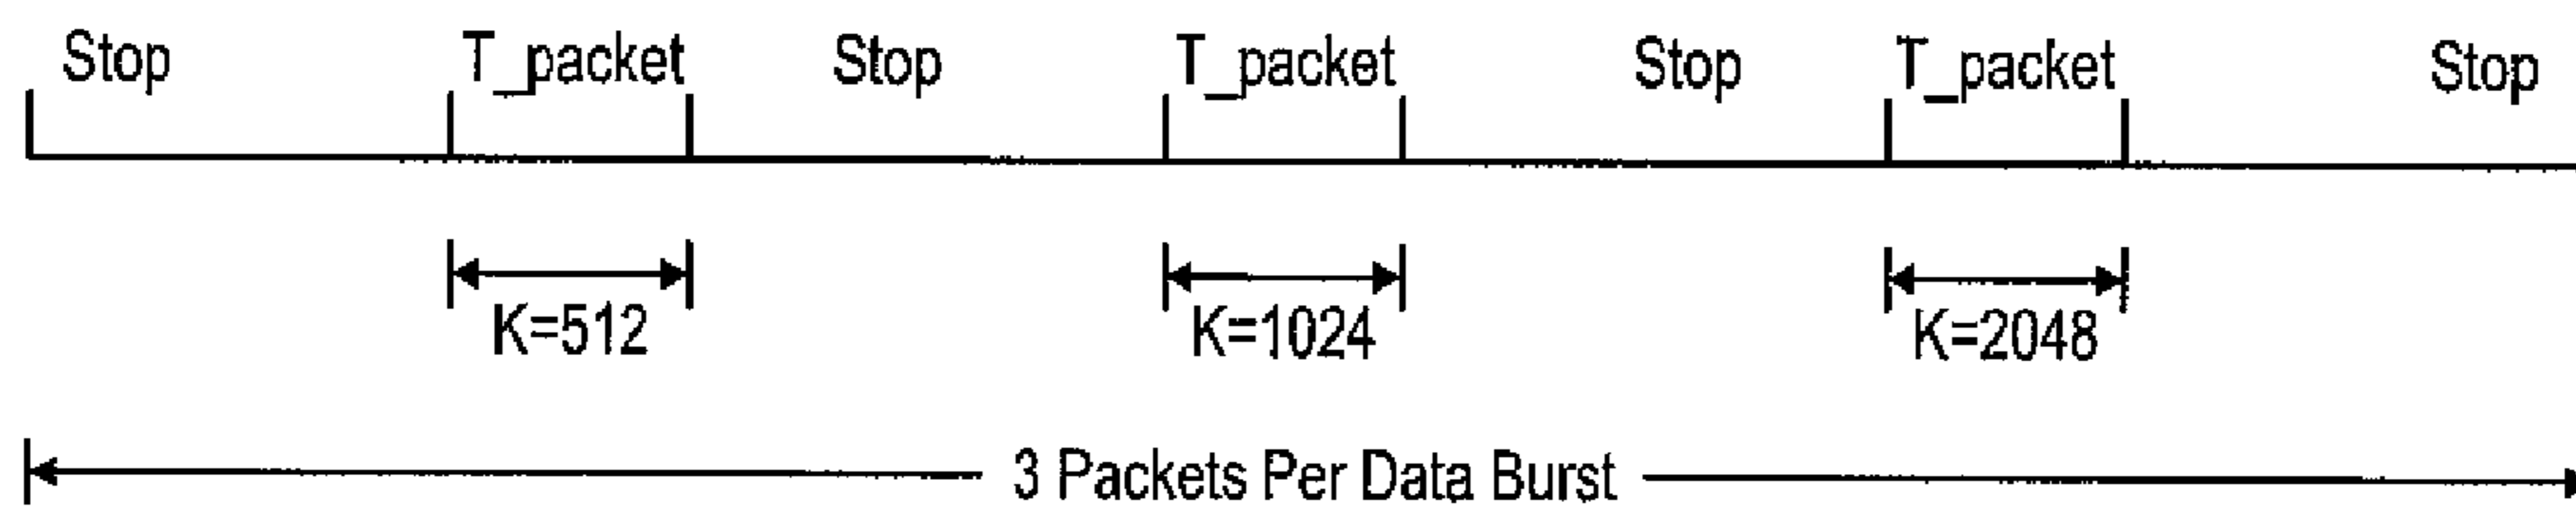 Stop T_packet Stop T_packet Stop T_packet Stop
K=512 K=1024 K=2048
3 Packets Per Data Burst